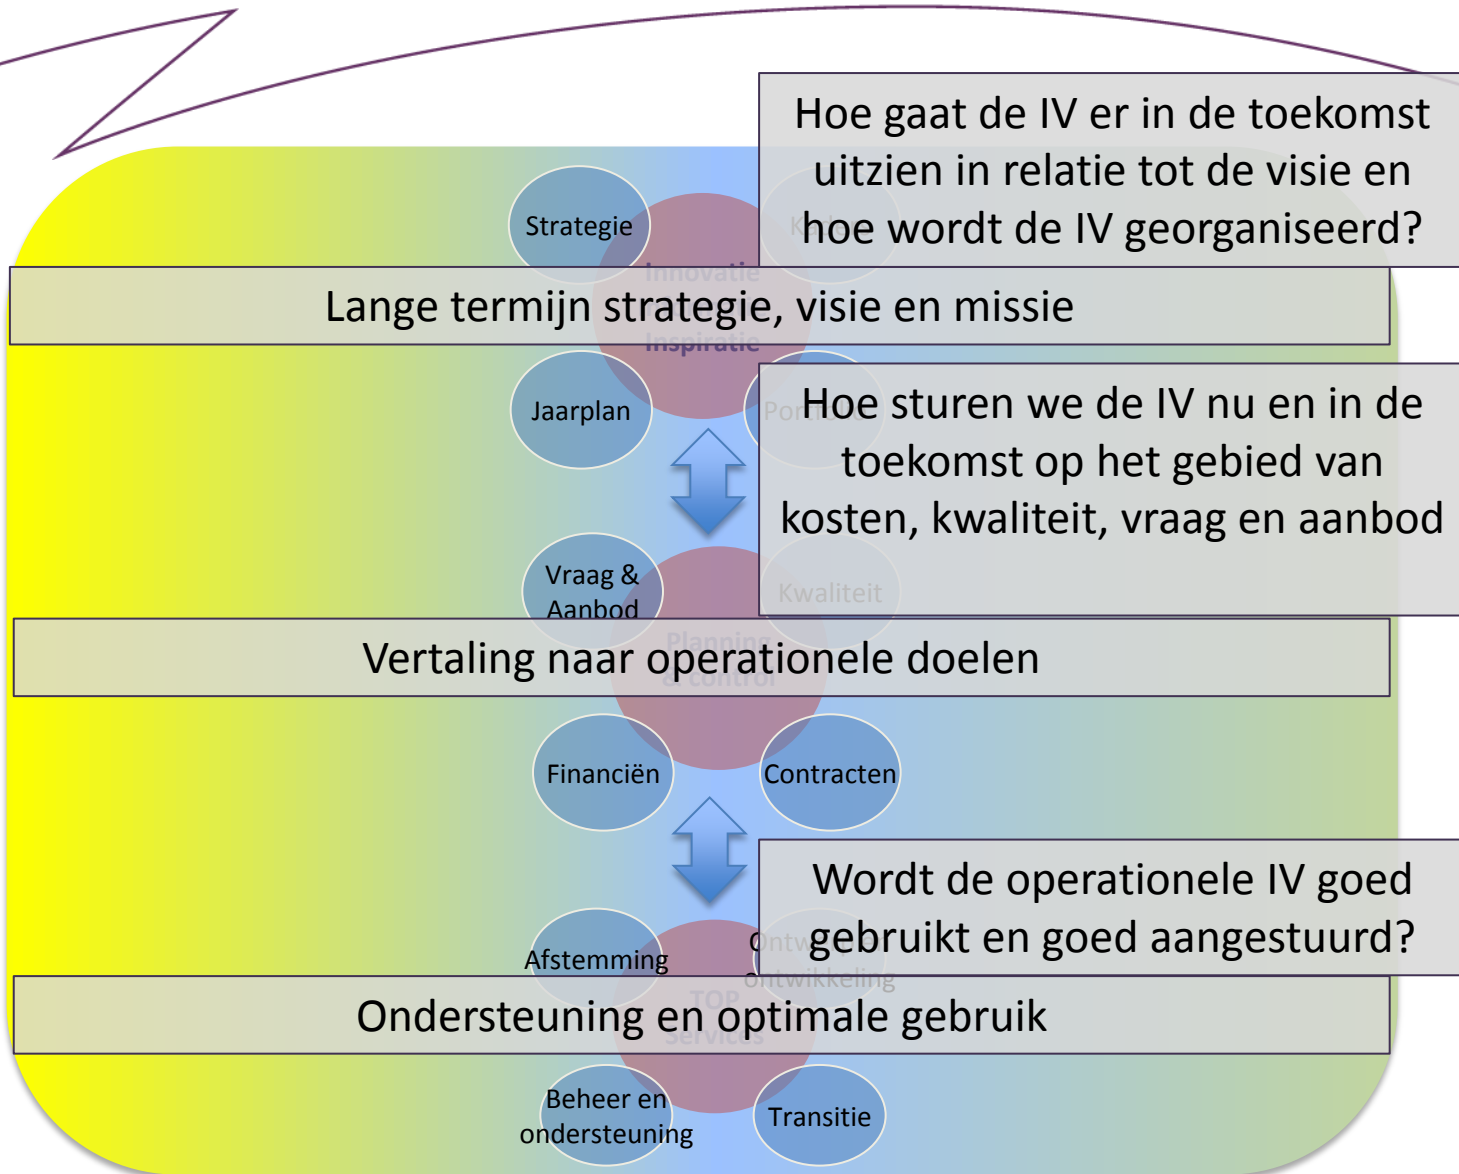 Hoe gaat de IV er in de toekomst
uitzien in relatie tot de visie en
hoe wordt de IV georganiseerd?
Strategie
Innovatie
Lange termijn strategie, visie en missie
Inspiratie
Jaarplan
Hoe sturen we de IV nu en in de
toekomst op het gebied van
kosten, kwaliteit, vraag en aanbod
Vraag &
Aanbod
Kwaliteit
Planning
& control
Vertaling naar operationele doelen
Financiën
Contracten
Wordt de operationele IV goed
gebruikt en goed aangestuurd?
Afstemming
ontwikkeling
TOP
Services
Ondersteuning en optimale gebruik
Beheer en
ondersteuning
Transitie